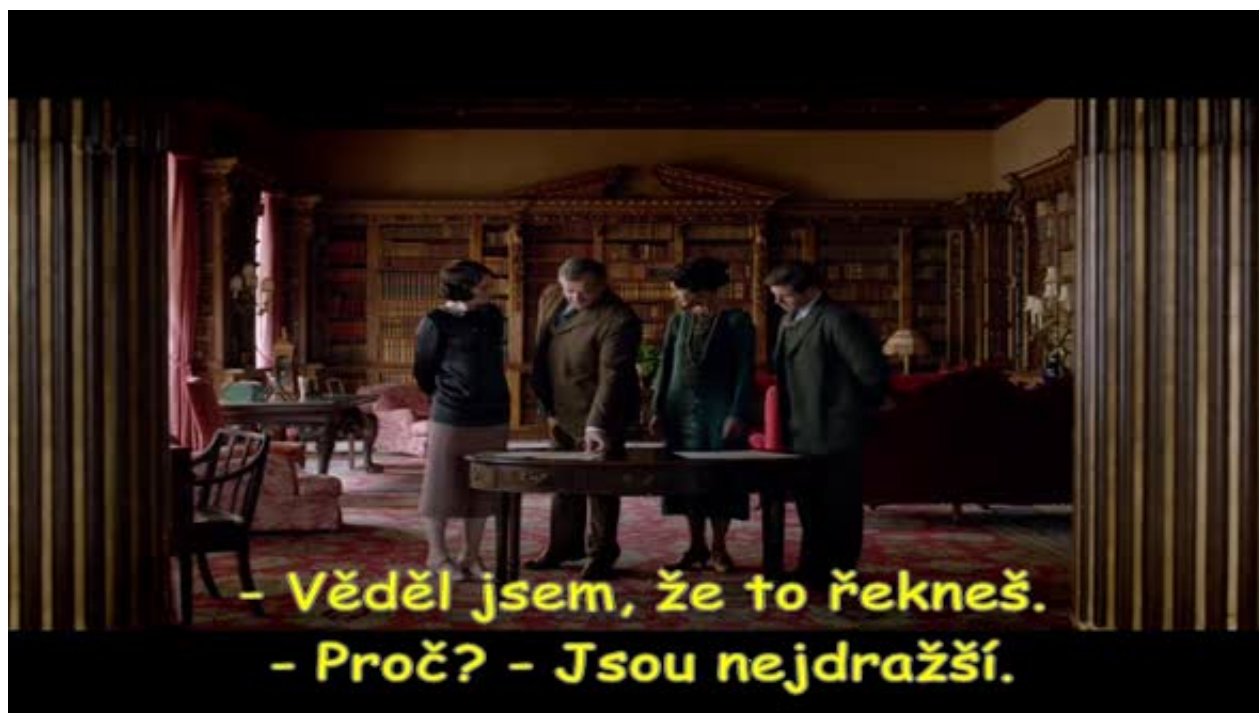 - Věděl jsem, že to řekneš.
- Proč? - Jsou nejdražší.